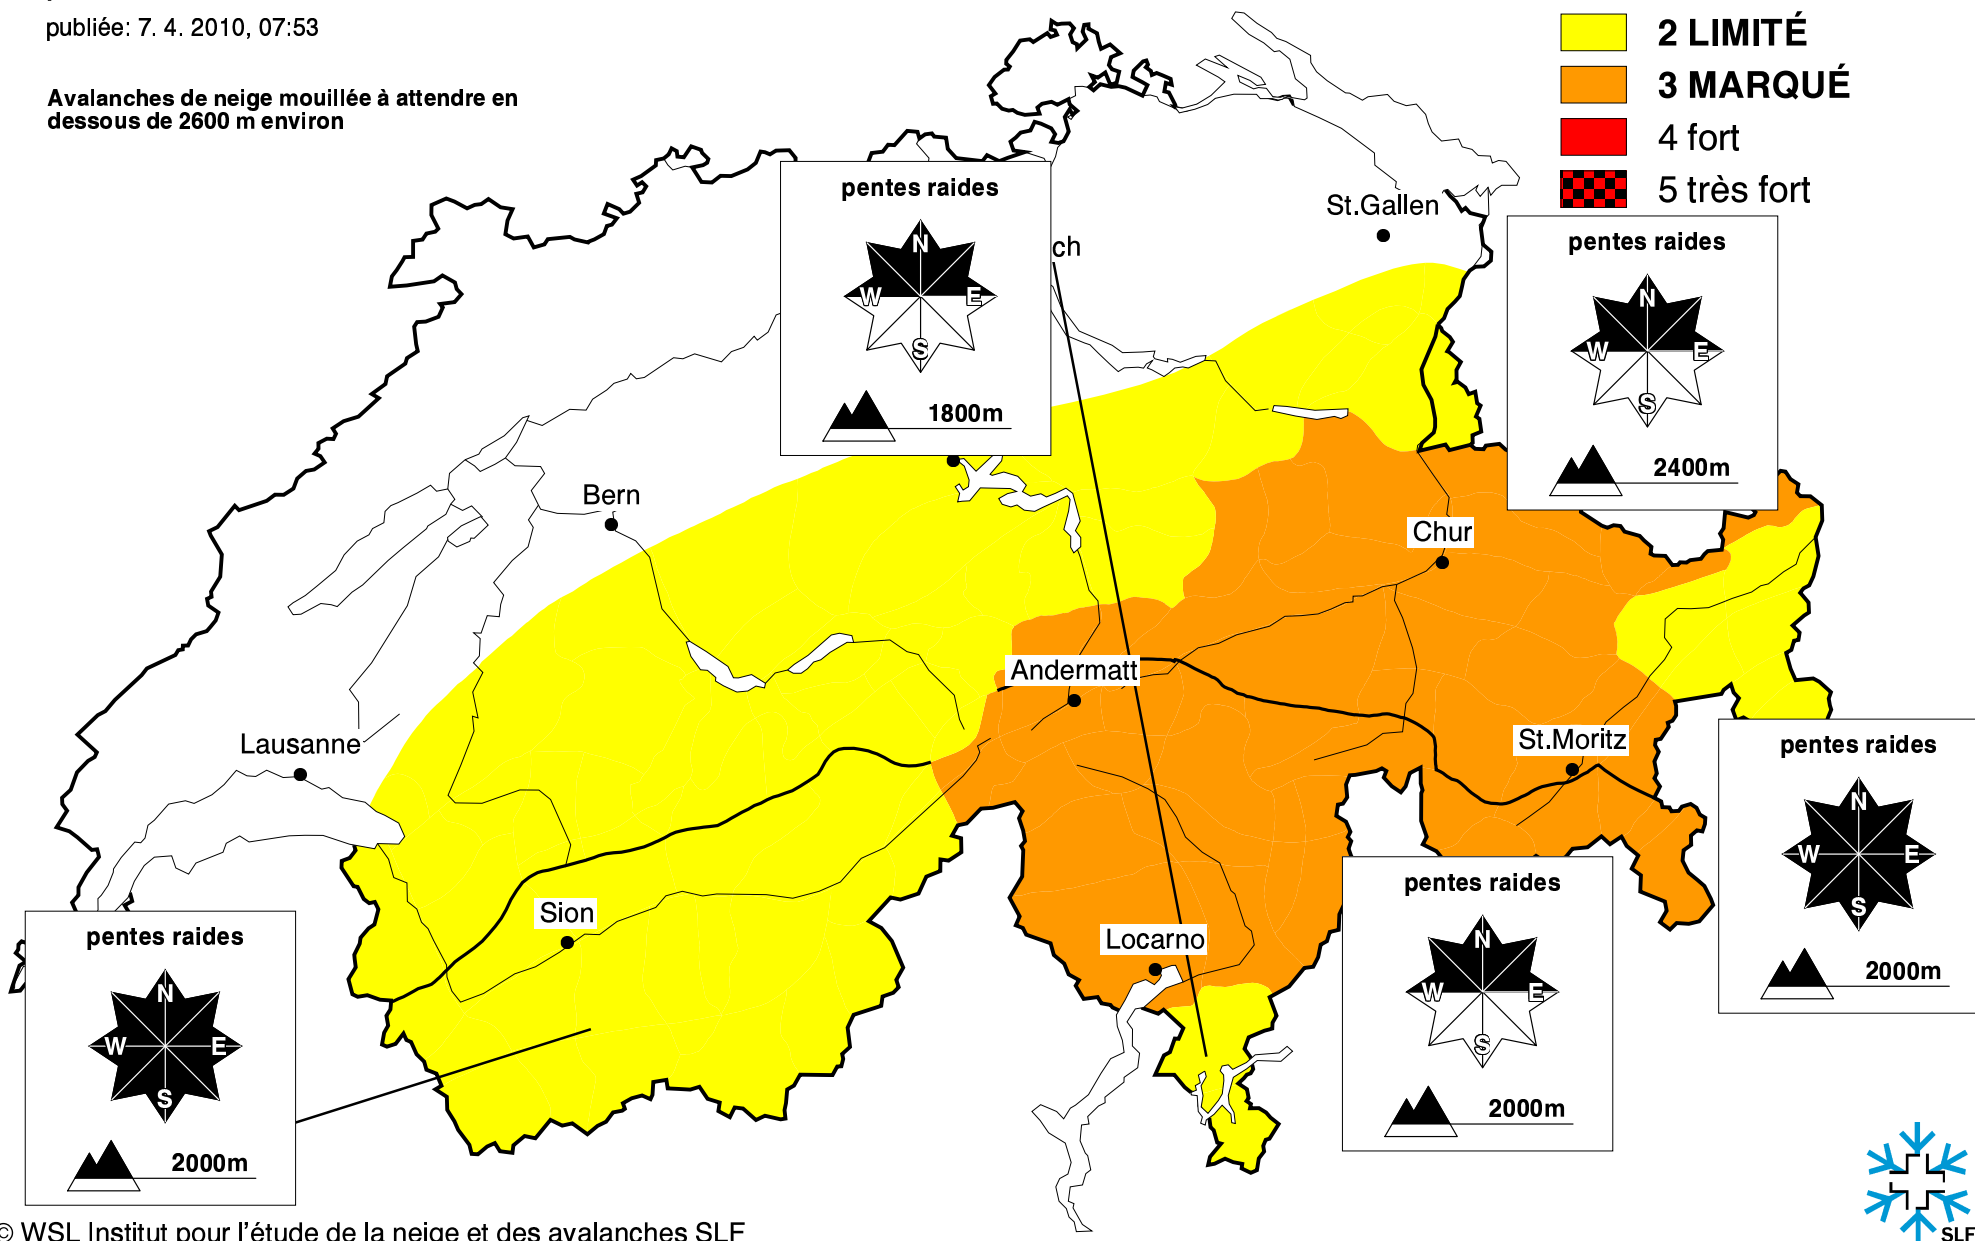 publiée: 7. 4. 2010, 07:53
Avalanches de neige mouillée à attendre en
dessous de 2600 m environ
2 LIMITÉ
3 MARQUÉ
4 fort
5 très fort
pentes raides
N
W E
S
1800m
ch
St.Gallen
pentes raides
N
W E
S
2400m
Bern
Chur
Andermatt
Lausanne
St.Moritz
pentes raides
N
W E
S
2000m
Sion
Locarno
pentes raides
N
W E
S
2000m
pentes raides
N
W E
S
2000m
© WSL Institut pour l'étude de la neige et des avalanches SLF
SLF